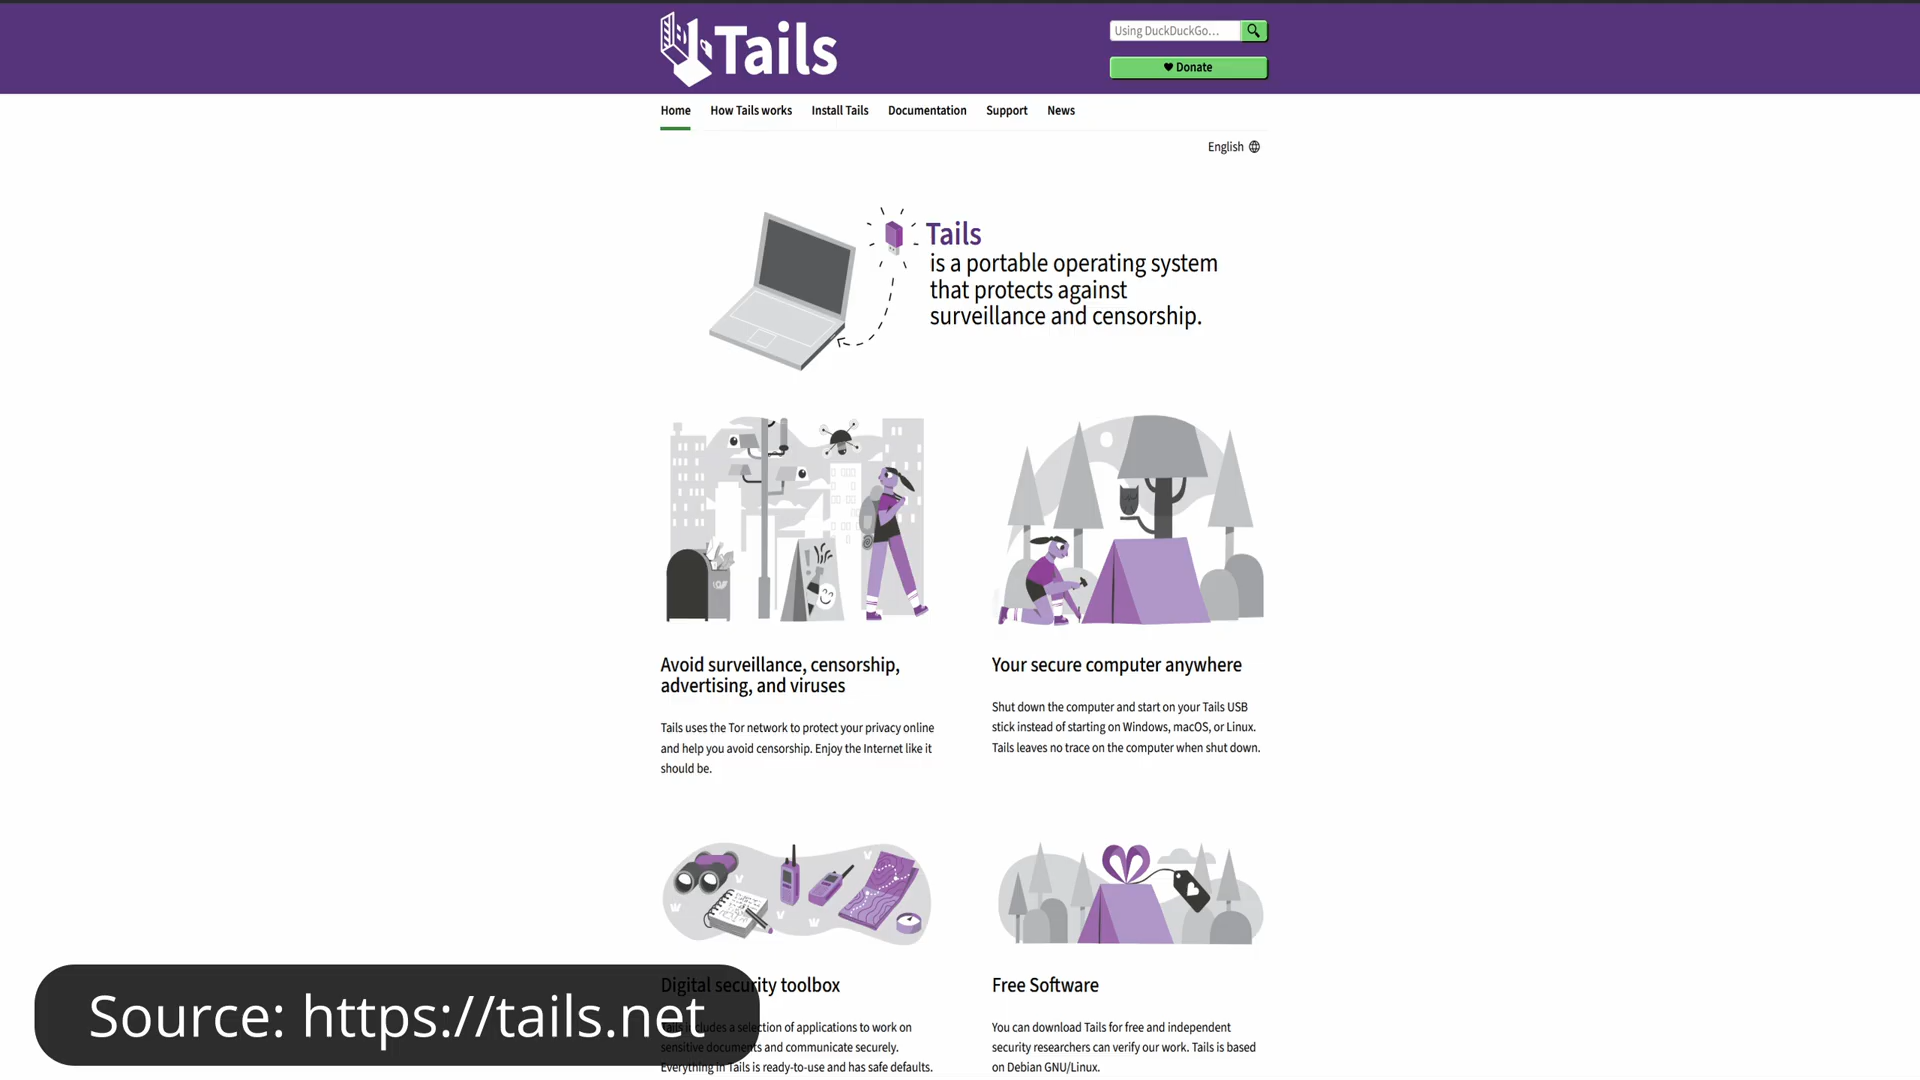 Tails
Using DuckDuckGo...
Donate
Home How Tails works Install Tails Documentation Support News
English
Tails
is a portable operating system
that protects against
surveillance and censorship.
Avoid surveillance, censorship,
advertising, and viruses
Tails uses the Tor network to protect your privacy online
and help you avoid censorship. Enjoy the Internet like it
should be.
Your secure computer anywhere
Shut down the computer and start on your Tails USB
stick instead of starting on Windows, macOS, or Linux.
Tails leaves no trace on the computer when shut down.
Digital security toolbox
Tails includes a selection of applications to work on
sensitive documents and communicate securely.
Everything in Tails is ready-to-use and has safe defaults.
Free Software
You can download Tails for free and independent
security researchers can verify our work. Tails is based
on Debian GNU/Linux.
Source: https://tails.net